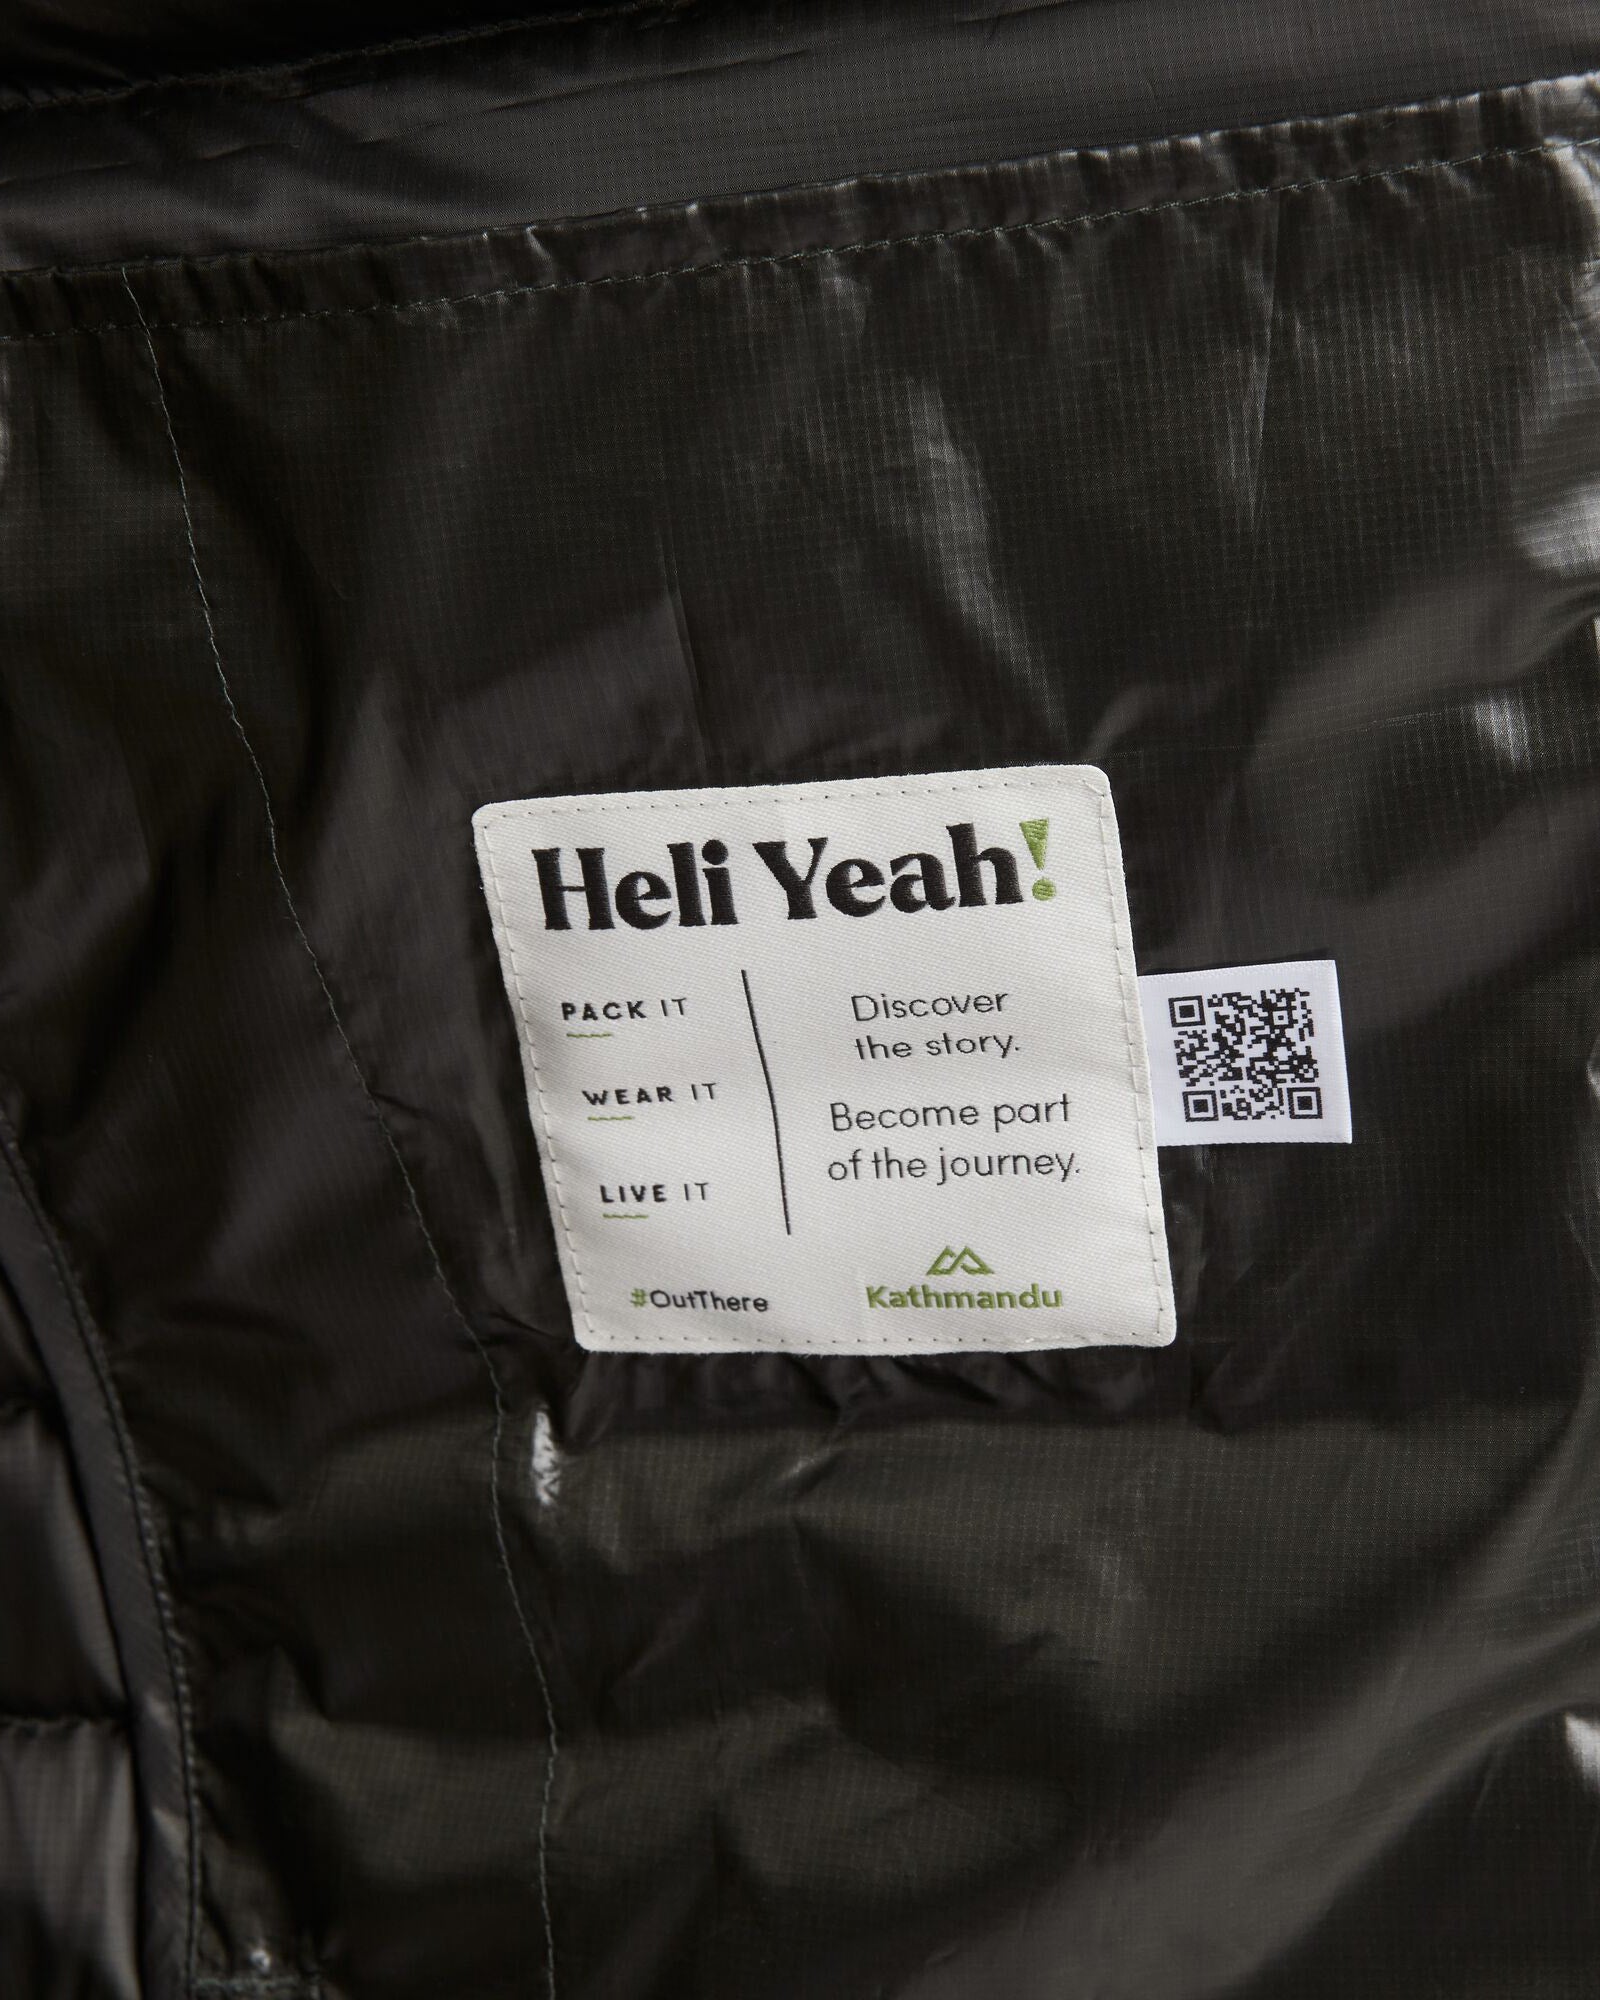 Heli Yeah!
PACK IT
WEAR IT
LIVE IT
#OutThere
Discover
the story.
Become part
of the journey.
Kathmandu